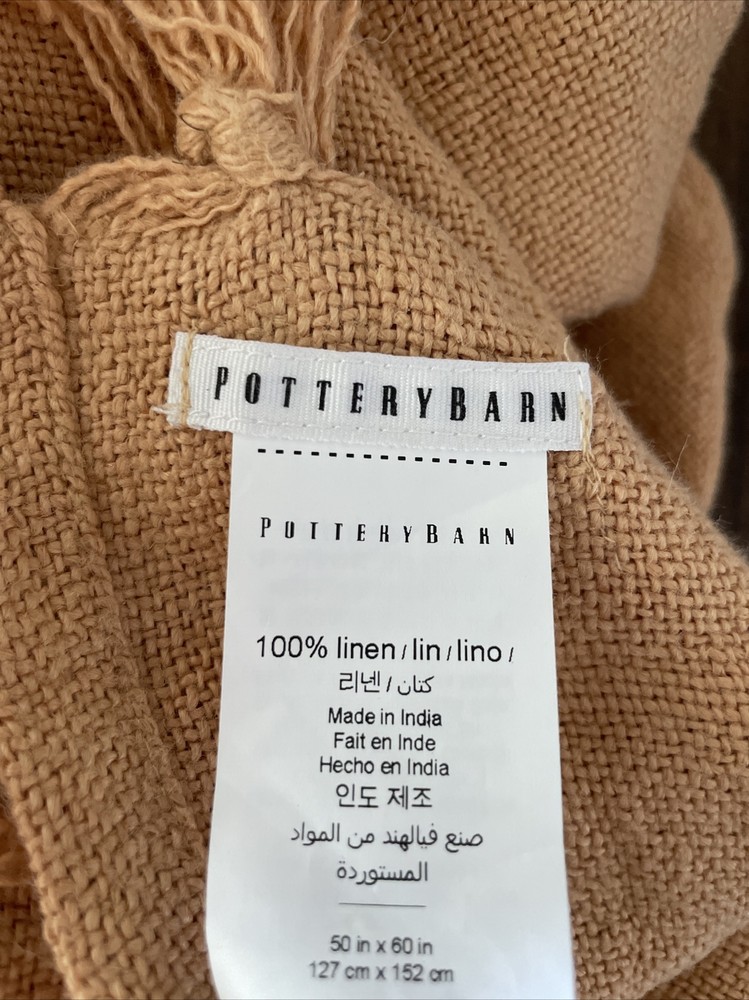 POTTERYBARN
POTTERYBARN
100% linen / lin / lino /
리넨 / كتان
Made in India
Fait en Inde
Hecho en India
인도 제조
صنع فيالهند من المواد
المستوردة
50 in x 60 in
127 cm x 152 cm